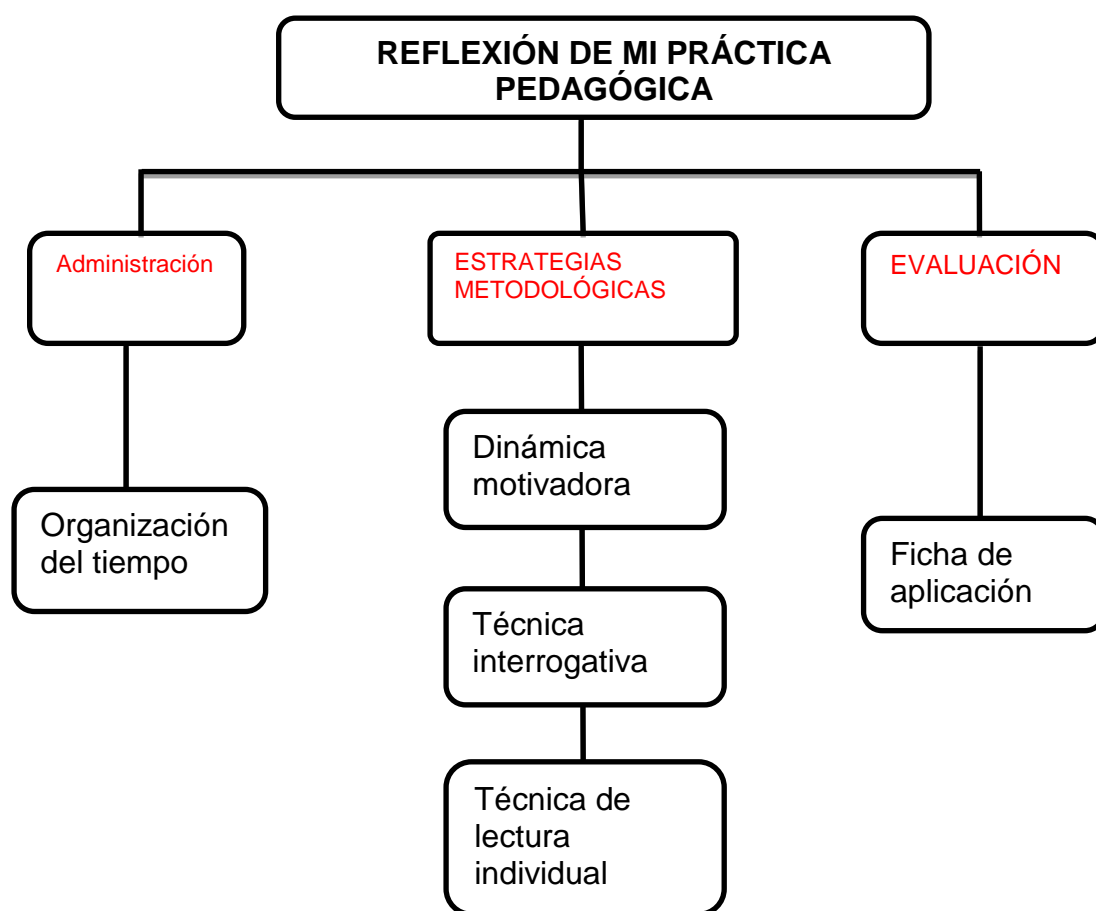 REFLEXIÓN DE MI PRÁCTICA
PEDAGÓGICA
Administración
ESTRATEGIAS
METODOLÓGICAS
EVALUACIÓN
Dinámica
motivadora
Organización
del tiempo
Ficha de
aplicación
Técnica
interrogativa
Técnica de
lectura
individual